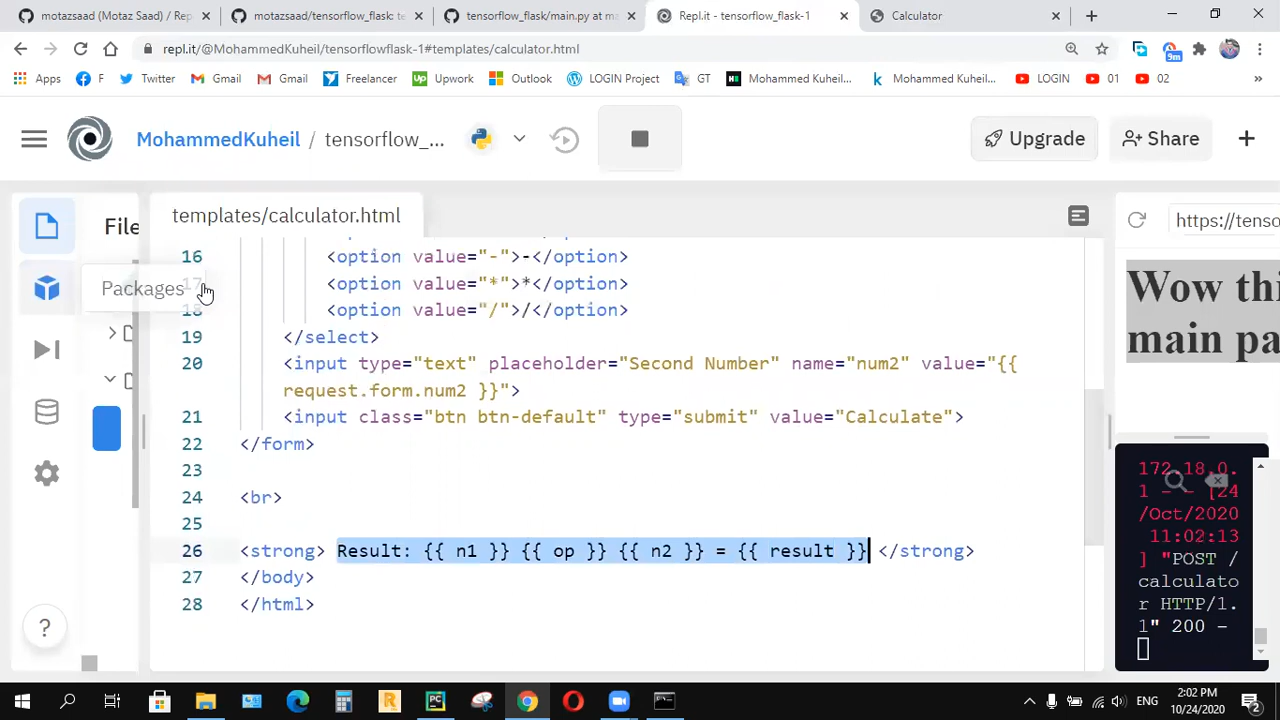 motazsaad (Motaz Saad) / Rep
motazsaad/tensorflow_flask: te
tensorflow_flask/main.py at ma
Repl.it - tensorflow_flask-1
Calculator
repl.it/@MohammedKuheil/tensorflowflask-1#templates/calculator.html
9m
Apps
F
Twitter
Gmail
Gmail
Freelancer
Upwork
Outlook
LOGIN Project
GT
Mohammed Kuheil...
Mohammed Kuheil...
LOGIN
01
02
»
MohammedKuheil / tensorflow_...
Upgrade
Share
File
templates/calculator.html
https://tenso
16 <option value="-">-</option>
Packages
17 <option value="*">*</option>
18 <option value="/">/</option>
19 </select>
20 <input type="text" placeholder="Second Number" name="num2" value="{{
request.form.num2 }}">
21 <input class="btn btn-default" type="submit" value="Calculate">
22 </form>
23
24 <br>
25
26 <strong> Result: {{ n1 }} {{ op }} {{ n2 }} = {{ result }} </strong>
27 </body>
28 </html>
Wow thi
main pa
172.18.0.
1 - - [24
/Oct/2020
11:02:13
] "POST /
calculato
r HTTP/1.
1" 200 -
?
ENG
2:02 PM
10/24/2020
2